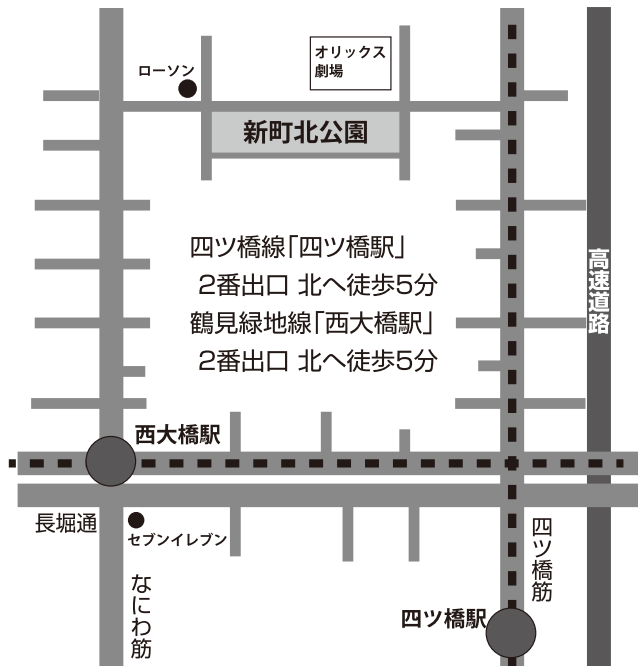 オリックス
劇場
ローソン
新町北公園
四ツ橋線「四ツ橋駅」
2番出口 北へ徒歩5分
鶴見緑地線「西大橋駅」
2番出口 北へ徒歩5分
高速道路
西大橋駅
長堀通
セブンイレブン
なにわ筋
四ツ橋筋
四ツ橋駅